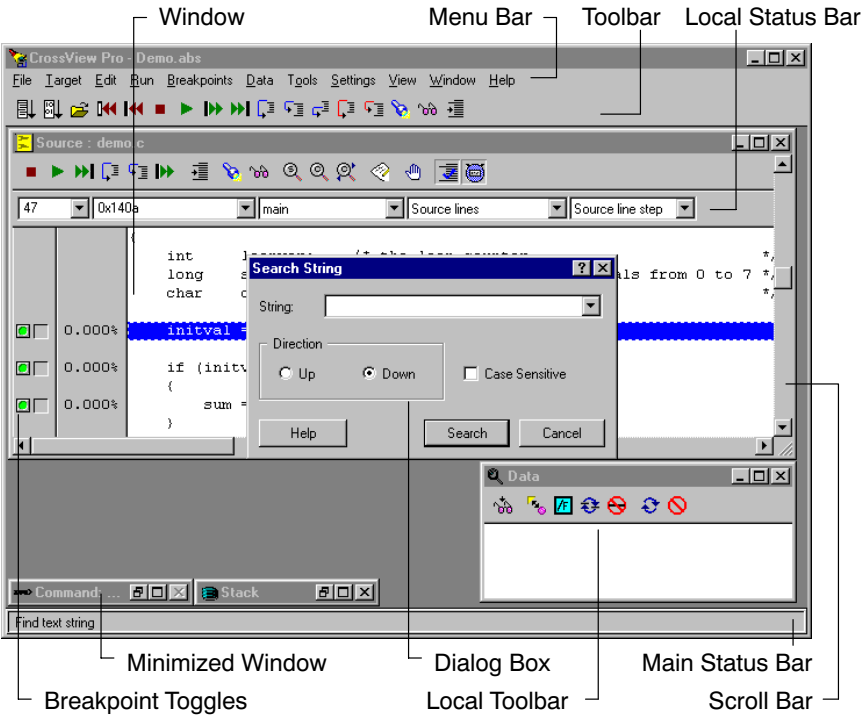 Window Menu Bar Toolbar Local Status Bar
CrossView Pro - Demo.abs
File Target Edit Run Breakpoints Data Tools Settings View Window Help
Source : demo.c
47 0x140a main Source lines Source line step
{
int /* the loop counter */
long s als from 0 to 7 */
char */
Search String
String:
0.000% initval =
Direction
0.000% if (initv
Up Down Case Sensitive
{
0.000% sum =
}
Help Search Cancel
Data
/F
Command: ... Stack
Find text string
Minimized Window Dialog Box Main Status Bar
Breakpoint Toggles Local Toolbar Scroll Bar